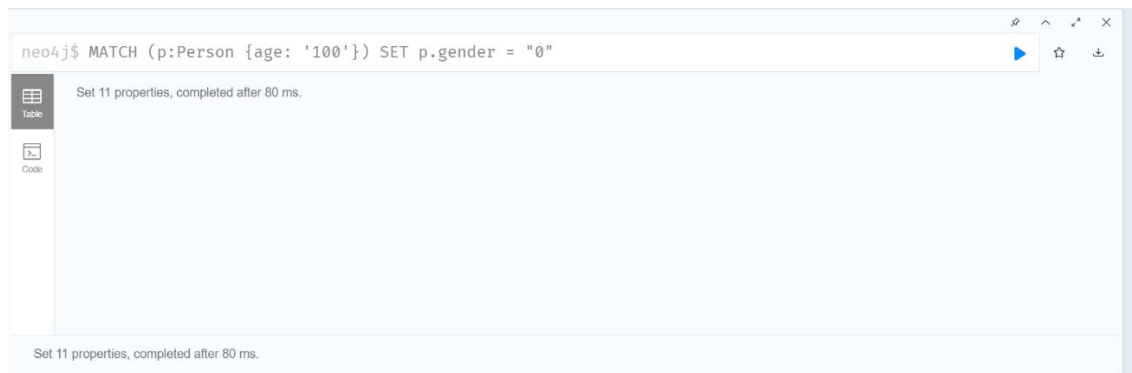 neo4j$ MATCH (p:Person {age: '100'}) SET p.gender = "0"
Table
Set 11 properties, completed after 80 ms.
Code
Set 11 properties, completed after 80 ms.